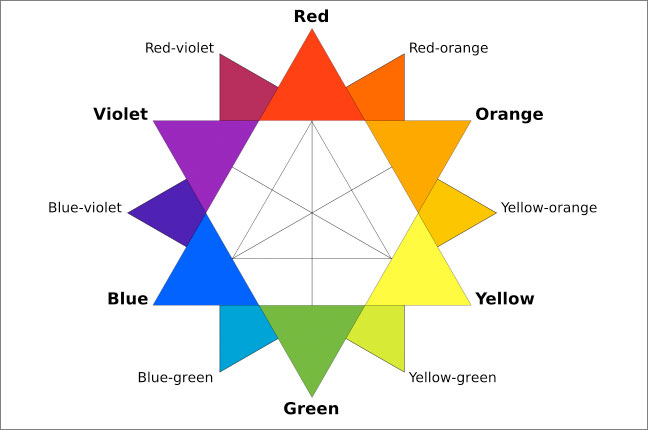 Red
Red-violet
Red-orange
Violet
Orange
Blue-violet
Yellow-orange
Blue
Yellow
Blue-green
Yellow-green
Green